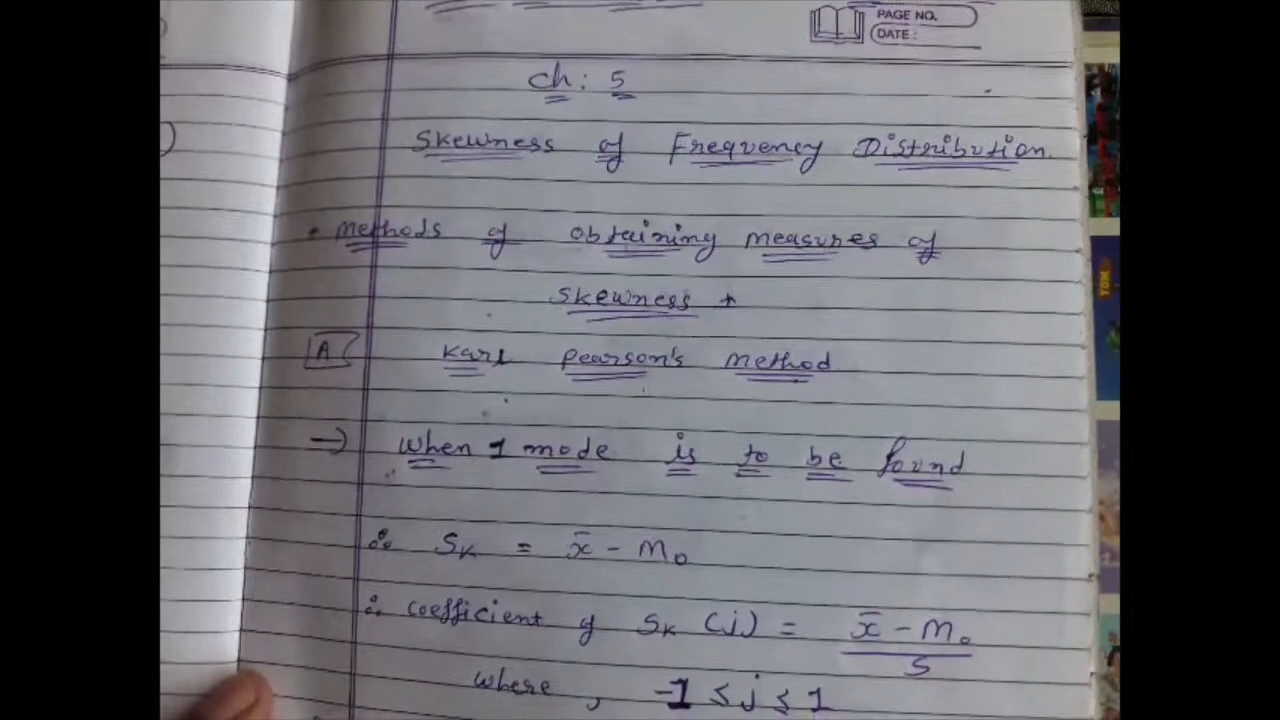 PAGE NO.
DATE:
Ch: 5
Skewness of Frequency Distribution.
methods of obtaining measures of
Skewness
A Karl Pearson's method
→ When 1 mode is to be found
∴ Sk = x̄ - Mo
∴ coefficient of Sk (j) = x̄ - Mo
S
where, -1 ≤ j ≤ 1